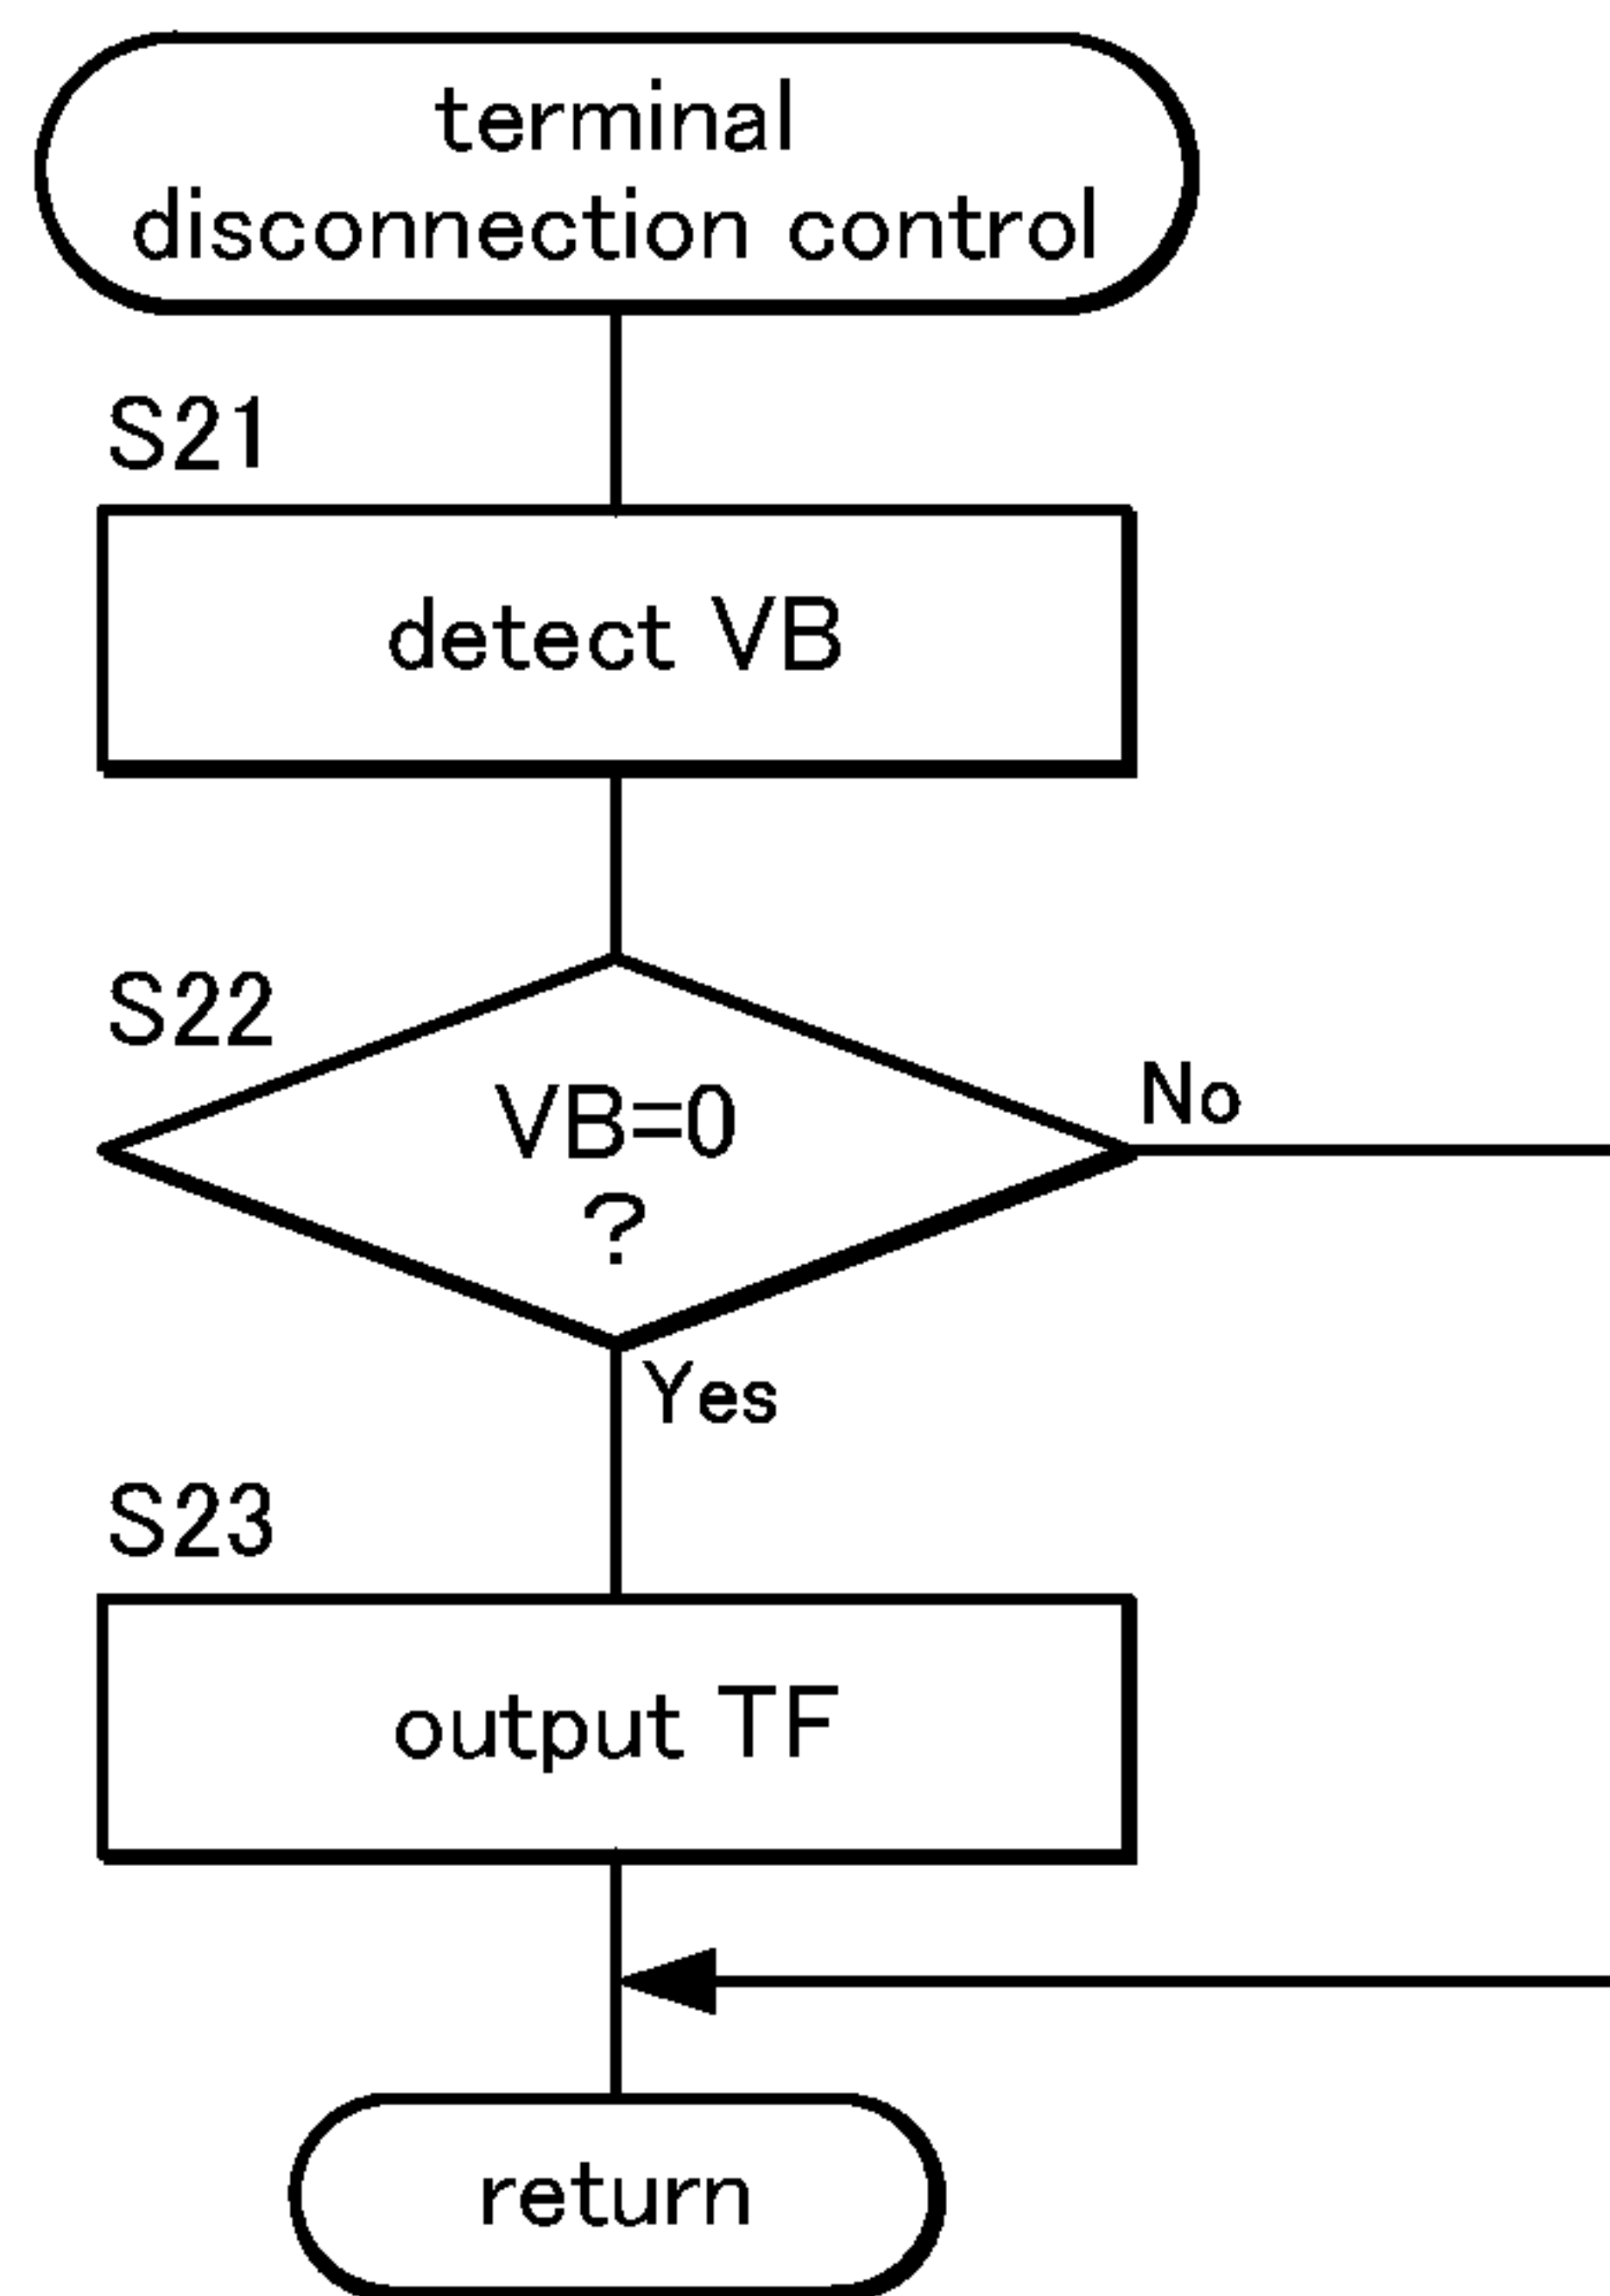 terminal
disconnection control
S21
detect VB
S22
VB=0
?
No
Yes
S23
output TF
return